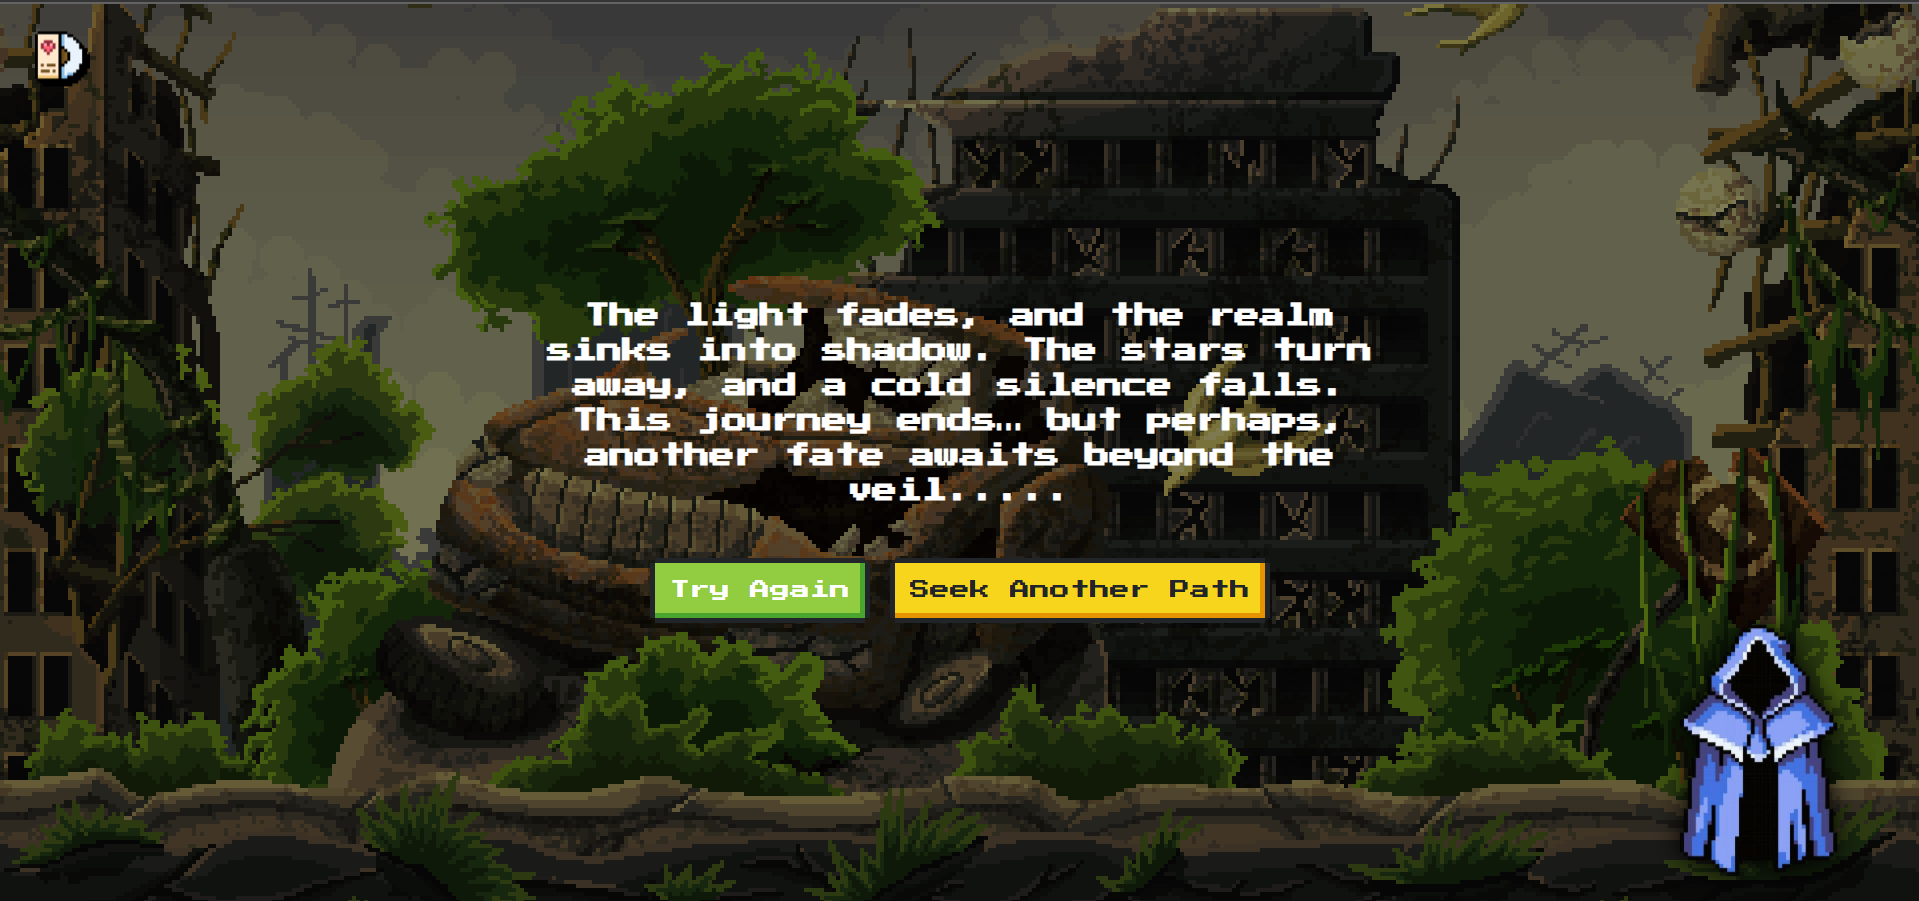 The light fades, and the realm
sinks into shadow. The stars turn
away, and a cold silence falls.
This journey ends… but perhaps,
another fate awaits beyond the
veil.....
Try Again
Seek Another Path